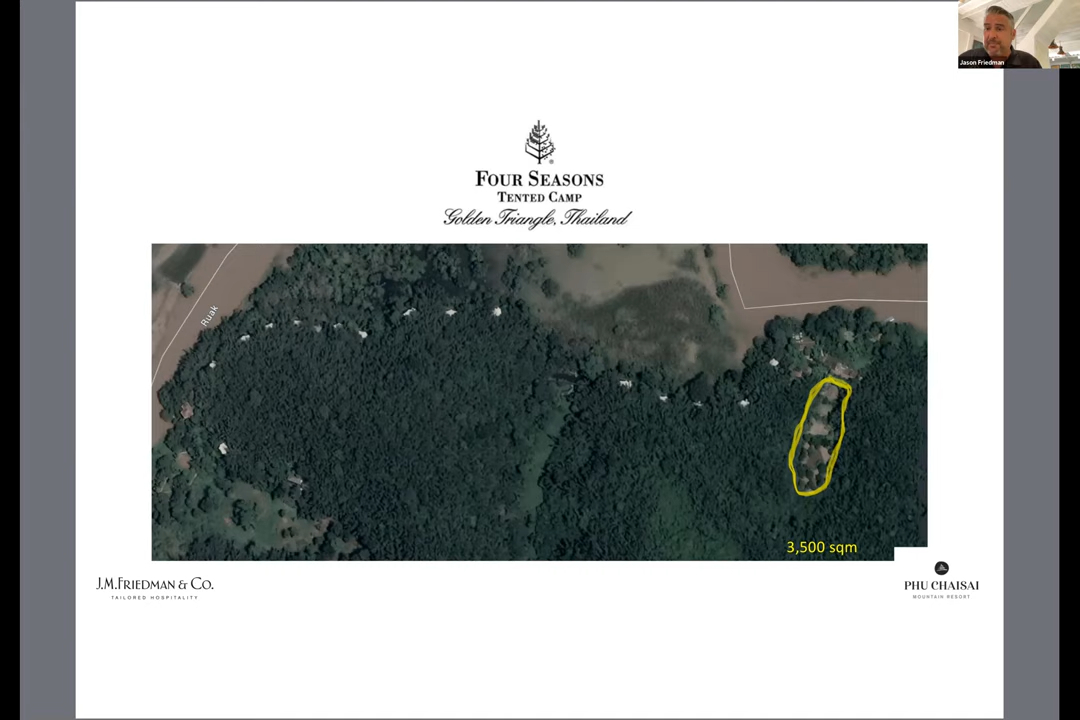 Jason Friedman
FOUR SEASONS
TENTED CAMP
Golden Triangle, Thailand
Ruak
3,500 sqm
J.M.FRIEDMAN & CO.
TAILORED HOSPITALITY
PHU CHAISAI
MOUNTAIN RESORT